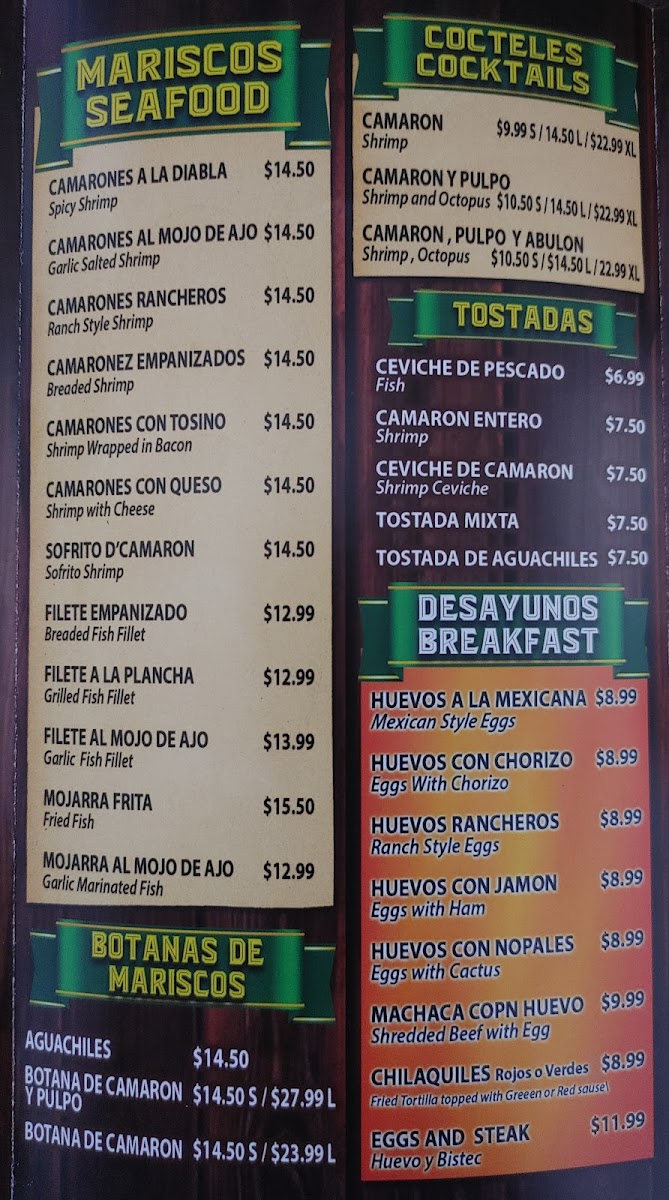 MARISCOS
SEAFOOD
CAMARONES A LA DIABLA $14.50
Spicy Shrimp
CAMARONES AL MOJO DE AJO $14.50
Garlic Salted Shrimp
CAMARONES RANCHEROS $14.50
Ranch Style Shrimp
CAMARONEZ EMPANIZADOS $14.50
Breaded Shrimp
CAMARONES CON TOSINO $14.50
Shrimp Wrapped in Bacon
CAMARONES CON QUESO $14.50
Shrimp with Cheese
SOFRITO D'CAMARON $14.50
Sofrito Shrimp
FILETE EMPANIZADO $12.99
Breaded Fish Fillet
FILETE A LA PLANCHA $12.99
Grilled Fish Fillet
FILETE AL MOJO DE AJO $13.99
Garlic Fish Fillet
MOJARRA FRITA $15.50
Fried Fish
MOJARRA AL MOJO DE AJO $12.99
Garlic Marinated Fish
BOTANAS DE
MARISCOS
AGUACHILES $14.50
BOTANA DE CAMARON $14.50 S / $27.99 L
Y PULPO
BOTANA DE CAMARON $14.50 S / $23.99 L
COCTELES
COCKTAILS
CAMARON $9.99 S / 14.50 L / $22.99 XL
Shrimp
CAMARON Y PULPO
Shrimp and Octopus $10.50 S / 14.50 L / $22.99 XL
CAMARON , PULPO Y ABULON
Shrimp , Octopus $10.50 S / $14.50 L / 22.99 XL
TOSTADAS
CEVICHE DE PESCADO $6.99
Fish
CAMARON ENTERO $7.50
Shrimp
CEVICHE DE CAMARON $7.50
Shrimp Ceviche
TOSTADA MIXTA $7.50
TOSTADA DE AGUACHILES $7.50
DESAYUNOS
BREAKFAST
HUEVOS A LA MEXICANA $8.99
Mexican Style Eggs
HUEVOS CON CHORIZO $8.99
Eggs With Chorizo
HUEVOS RANCHEROS $8.99
Ranch Style Eggs
HUEVOS CON JAMON $8.99
Eggs with Ham
HUEVOS CON NOPALES $8.99
Eggs with Cactus
MACHACA COPN HUEVO $9.99
Shredded Beef with Egg
CHILAQUILES Rojos o Verdes $8.99
Fried Tortilla topped with Greeen or Red sause\
EGGS AND STEAK $11.99
Huevo y Bistec